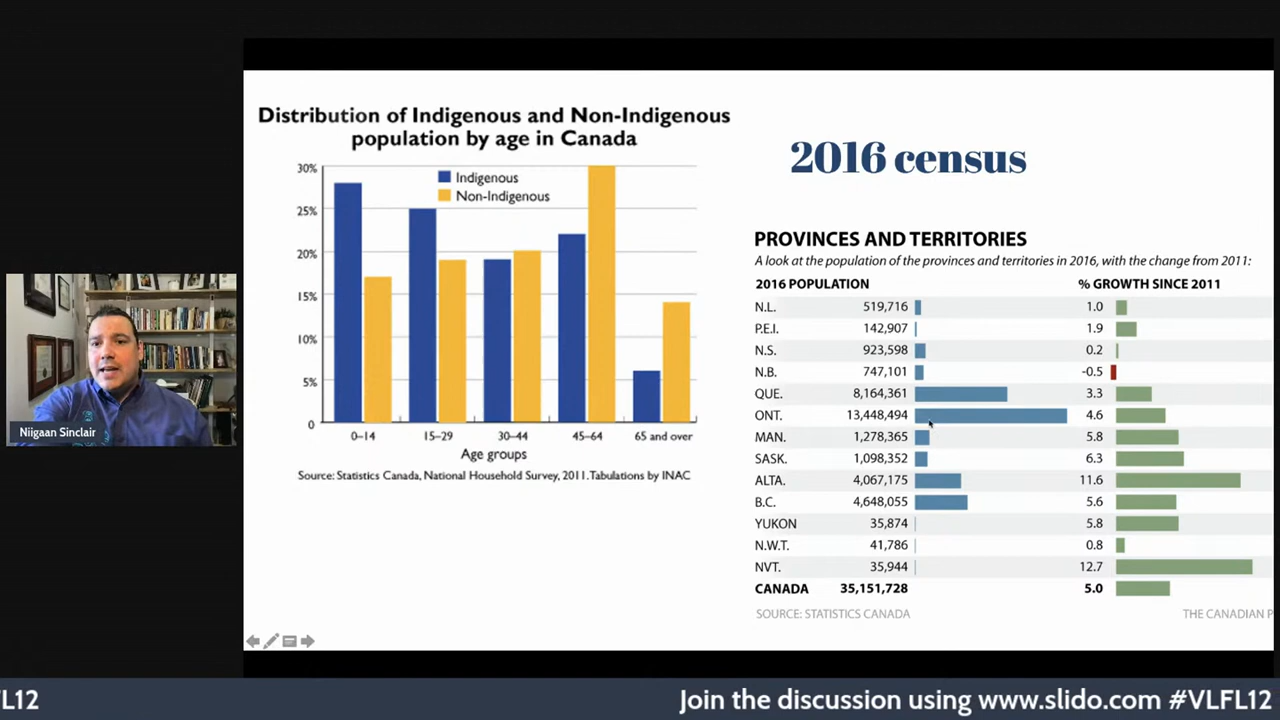 Distribution of Indigenous and Non-Indigenous
population by age in Canada
30%
25%
20%
15%
10%
5%
0
Indigenous
Non-Indigenous
0–14 15–29 30–44 45–64 65 and over
Age groups
Source: Statistics Canada, National Household Survey, 2011. Tabulations by INAC
2016 census
PROVINCES AND TERRITORIES
A look at the population of the provinces and territories in 2016, with the change from 2011:
2016 POPULATION % GROWTH SINCE 2011
N.L. 519,716 1.0
P.E.I. 142,907 1.9
N.S. 923,598 0.2
N.B. 747,101 -0.5
QUE. 8,164,361 3.3
ONT. 13,448,494 4.6
MAN. 1,278,365 5.8
SASK. 1,098,352 6.3
ALTA. 4,067,175 11.6
B.C. 4,648,055 5.6
YUKON 35,874 5.8
N.W.T. 41,786 0.8
NVT. 35,944 12.7
CANADA 35,151,728 5.0
SOURCE: STATISTICS CANADA THE CANADIAN P
Niigaan Sinclair
FL12 Join the discussion using www.slido.com #VLFL12